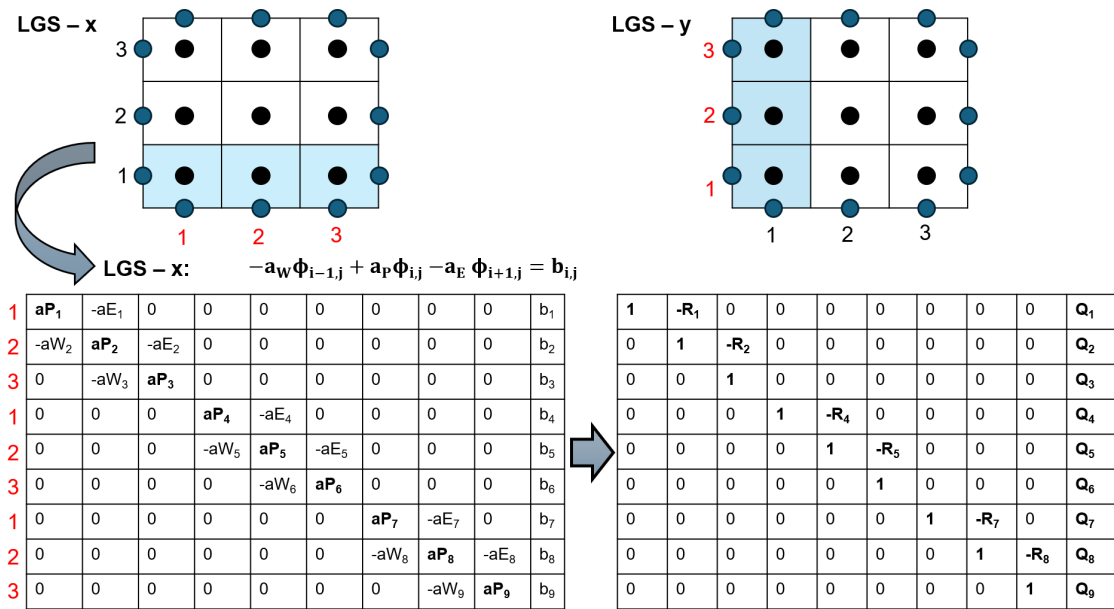 LGS – x
LGS – y
3
2
1
1 2 3
3
2
1
1 2 3
LGS – x: −a_Wϕ_{i−1,j} + a_Pϕ_{i,j} −a_E ϕ_{i+1,j} = b_{i,j}
1 aP₁ -aE₁ 0 0 0 0 0 0 0 b₁
2 -aW₂ aP₂ -aE₂ 0 0 0 0 0 0 b₂
3 0 -aW₃ aP₃ 0 0 0 0 0 0 b₃
1 0 0 0 aP₄ -aE₄ 0 0 0 0 b₄
2 0 0 0 -aW₅ aP₅ -aE₅ 0 0 0 b₅
3 0 0 0 0 -aW₆ aP₆ 0 0 0 b₆
1 0 0 0 0 0 0 aP₇ -aE₇ 0 b₇
2 0 0 0 0 0 0 -aW₈ aP₈ -aE₈ b₈
3 0 0 0 0 0 0 0 -aW₉ aP₉ b₉
1 -R₁ 0 0 0 0 0 0 0 Q₁
0 1 -R₂ 0 0 0 0 0 0 Q₂
0 0 1 0 0 0 0 0 0 Q₃
0 0 0 1 -R₄ 0 0 0 0 Q₄
0 0 0 0 1 -R₅ 0 0 0 Q₅
0 0 0 0 0 1 0 0 0 Q₆
0 0 0 0 0 0 1 -R₇ 0 Q₇
0 0 0 0 0 0 0 1 -R₈ Q₈
0 0 0 0 0 0 0 0 1 Q₉